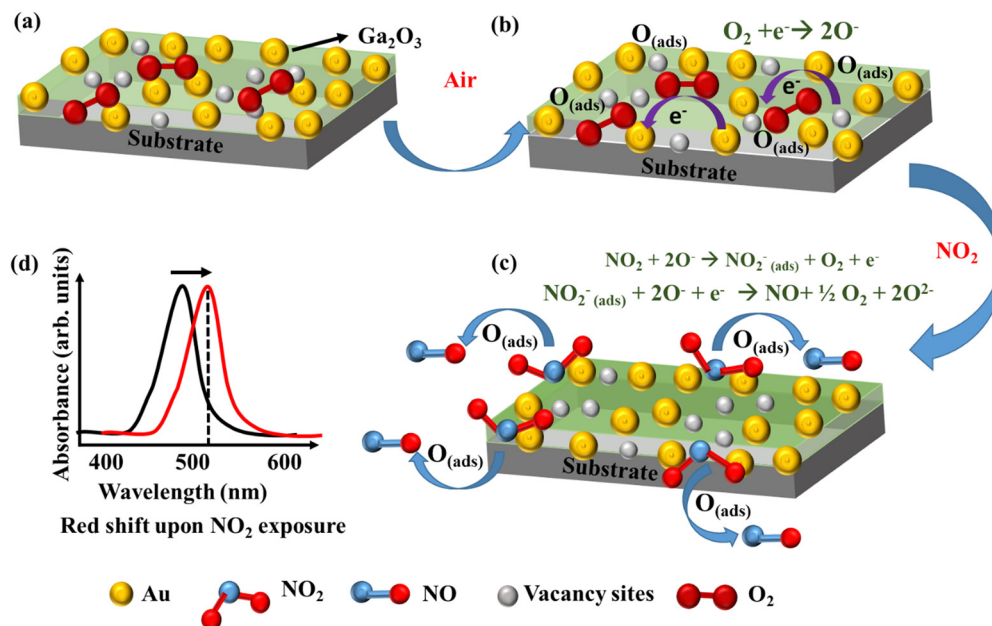 (a)
Ga₂O₃
Substrate
Air
(b)
O₂ +e⁻→ 2O⁻
O(ads)
O(ads)
O(ads)
e⁻
e⁻
O(ads)
Substrate
NO₂
(c)
NO₂ + 2O⁻ → NO₂⁻(ads) + O₂ + e⁻
NO₂⁻(ads) + 2O⁻ + e⁻ → NO+ ½ O₂ + 2O²⁻
O(ads)
O(ads)
O(ads)
Substrate
O(ads)
(d)
Absorbance (arb. units)
400 500 600
Wavelength (nm)
Red shift upon NO₂ exposure
Au NO₂ NO Vacancy sites O₂